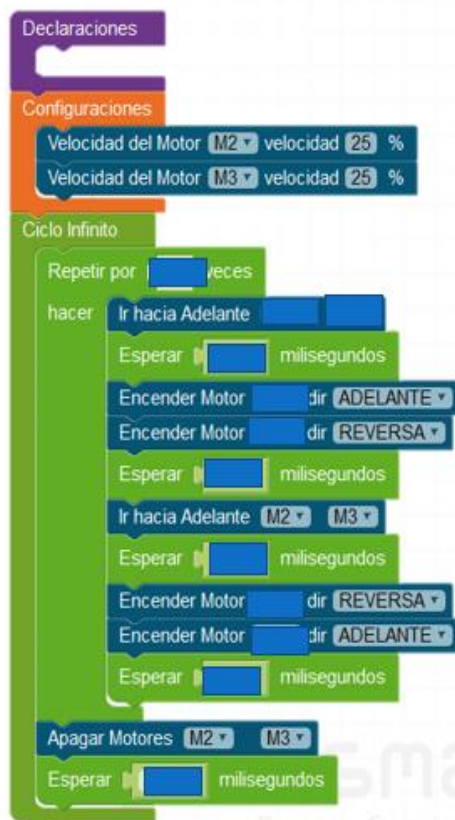 Declaraciones
Configuraciones
Velocidad del Motor M2 velocidad 25 %
Velocidad del Motor M3 velocidad 25 %
Ciclo Infinito
Repetir por veces
hacer Ir hacia Adelante
Esperar milisegundos
Encender Motor dir ADELANTE
Encender Motor dir REVERSA
Esperar milisegundos
Ir hacia Adelante M2 M3
Esperar milisegundos
Encender Motor dir REVERSA
Encender Motor dir ADELANTE
Esperar milisegundos
Apagar Motores M2 M3
Esperar milisegundos